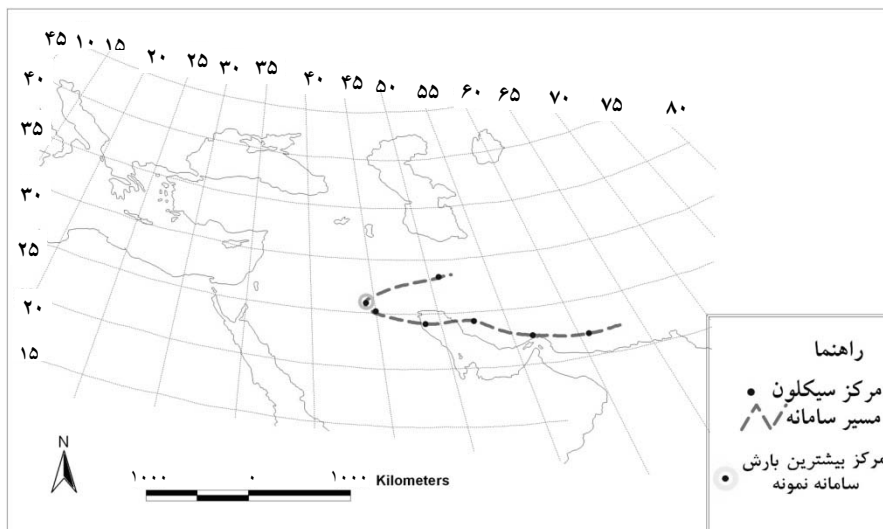 ۴۵ ۱۰ ۱۵ ۲۰ ۲۵ ۳۰ ۳۵ ۴۰ ۴۵ ۵۰ ۵۵ ۶۰ ۶۵ ۷۰ ۷۵ ۸۰
۴۰
۳۵
۳۰
۲۵
۲۰
۱۵
N
۱۰۰۰ ۰ ۱۰۰۰ Kilometers
راهنما
مرکز سیکلون
مسیر سامانه
مرکز بیشترین بارش
سامانه نمونه